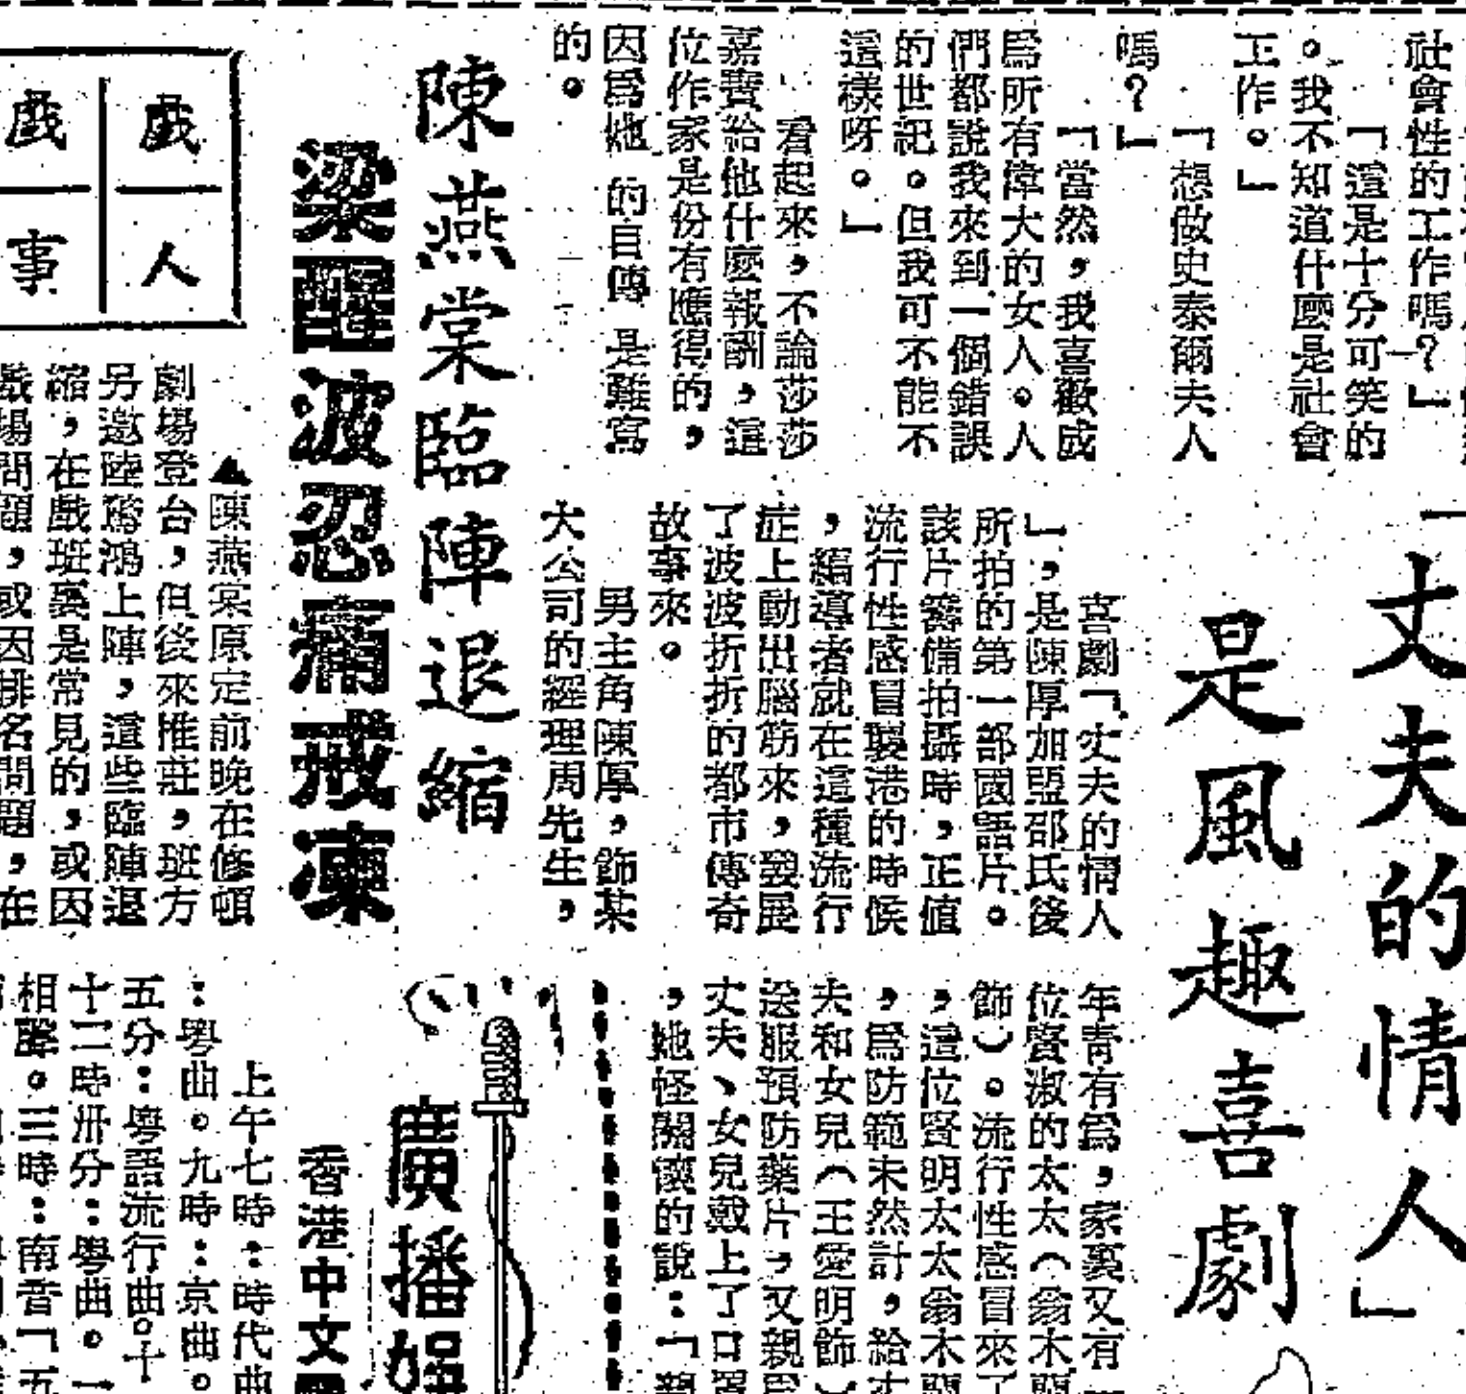 社會性的工作嗎？」
「這是十分可笑的
。我不知道什麼是社會
工作。」
「想做史泰爾夫人
嗎？」
「當然，我喜歡成
爲所有偉大的女人。人
們都說我來到一個錯誤
的世紀。但我可不能不
這樣呀。」
看起來，不論莎莎
嘉寶給他什麼報酬，這
位作家是份有應得的，
因爲她 的自傳 是難寫
的。
「丈夫的情人」
是風趣喜劇
喜劇「丈夫的情人
」，是陳厚加盟邵氏後
所拍的第一部國語片。
該片籌備拍攝時，正值
流行性感冒襲港的時候
，編導者就在這種流行
症上動出腦筋來，發展
了波波折折的都市傳奇
故事來。
男主角陳厚，飾某
大公司的經理周先生，
年青有爲，家裏又有
位賢淑的太太（翁木
飾）。流行性感冒來了
，這位賢明太太翁木
，爲防範未然計，給丈
夫和女兒（王愛明飾）
送服預防藥片，又親
丈夫、女兒戴上了口罩
，她怪關懷的說：「
陳燕棠臨陣退縮
梁醒波忍痛戒凍
戲人
戲事
▲陳燕棠原定前晚在修頓
劇場登台，但後來推莊，班方
另邀陸驚鴻上陣，這些臨陣退
縮，在戲班裏是常見的，或因
戲場問題，或因排名問題，在
廣播
香港中文
上午七時：時代曲
：粵曲。九時：京曲。
五分：粵語流行曲。十
十二時卅分：粵曲。一
相聲。三時：南音「五